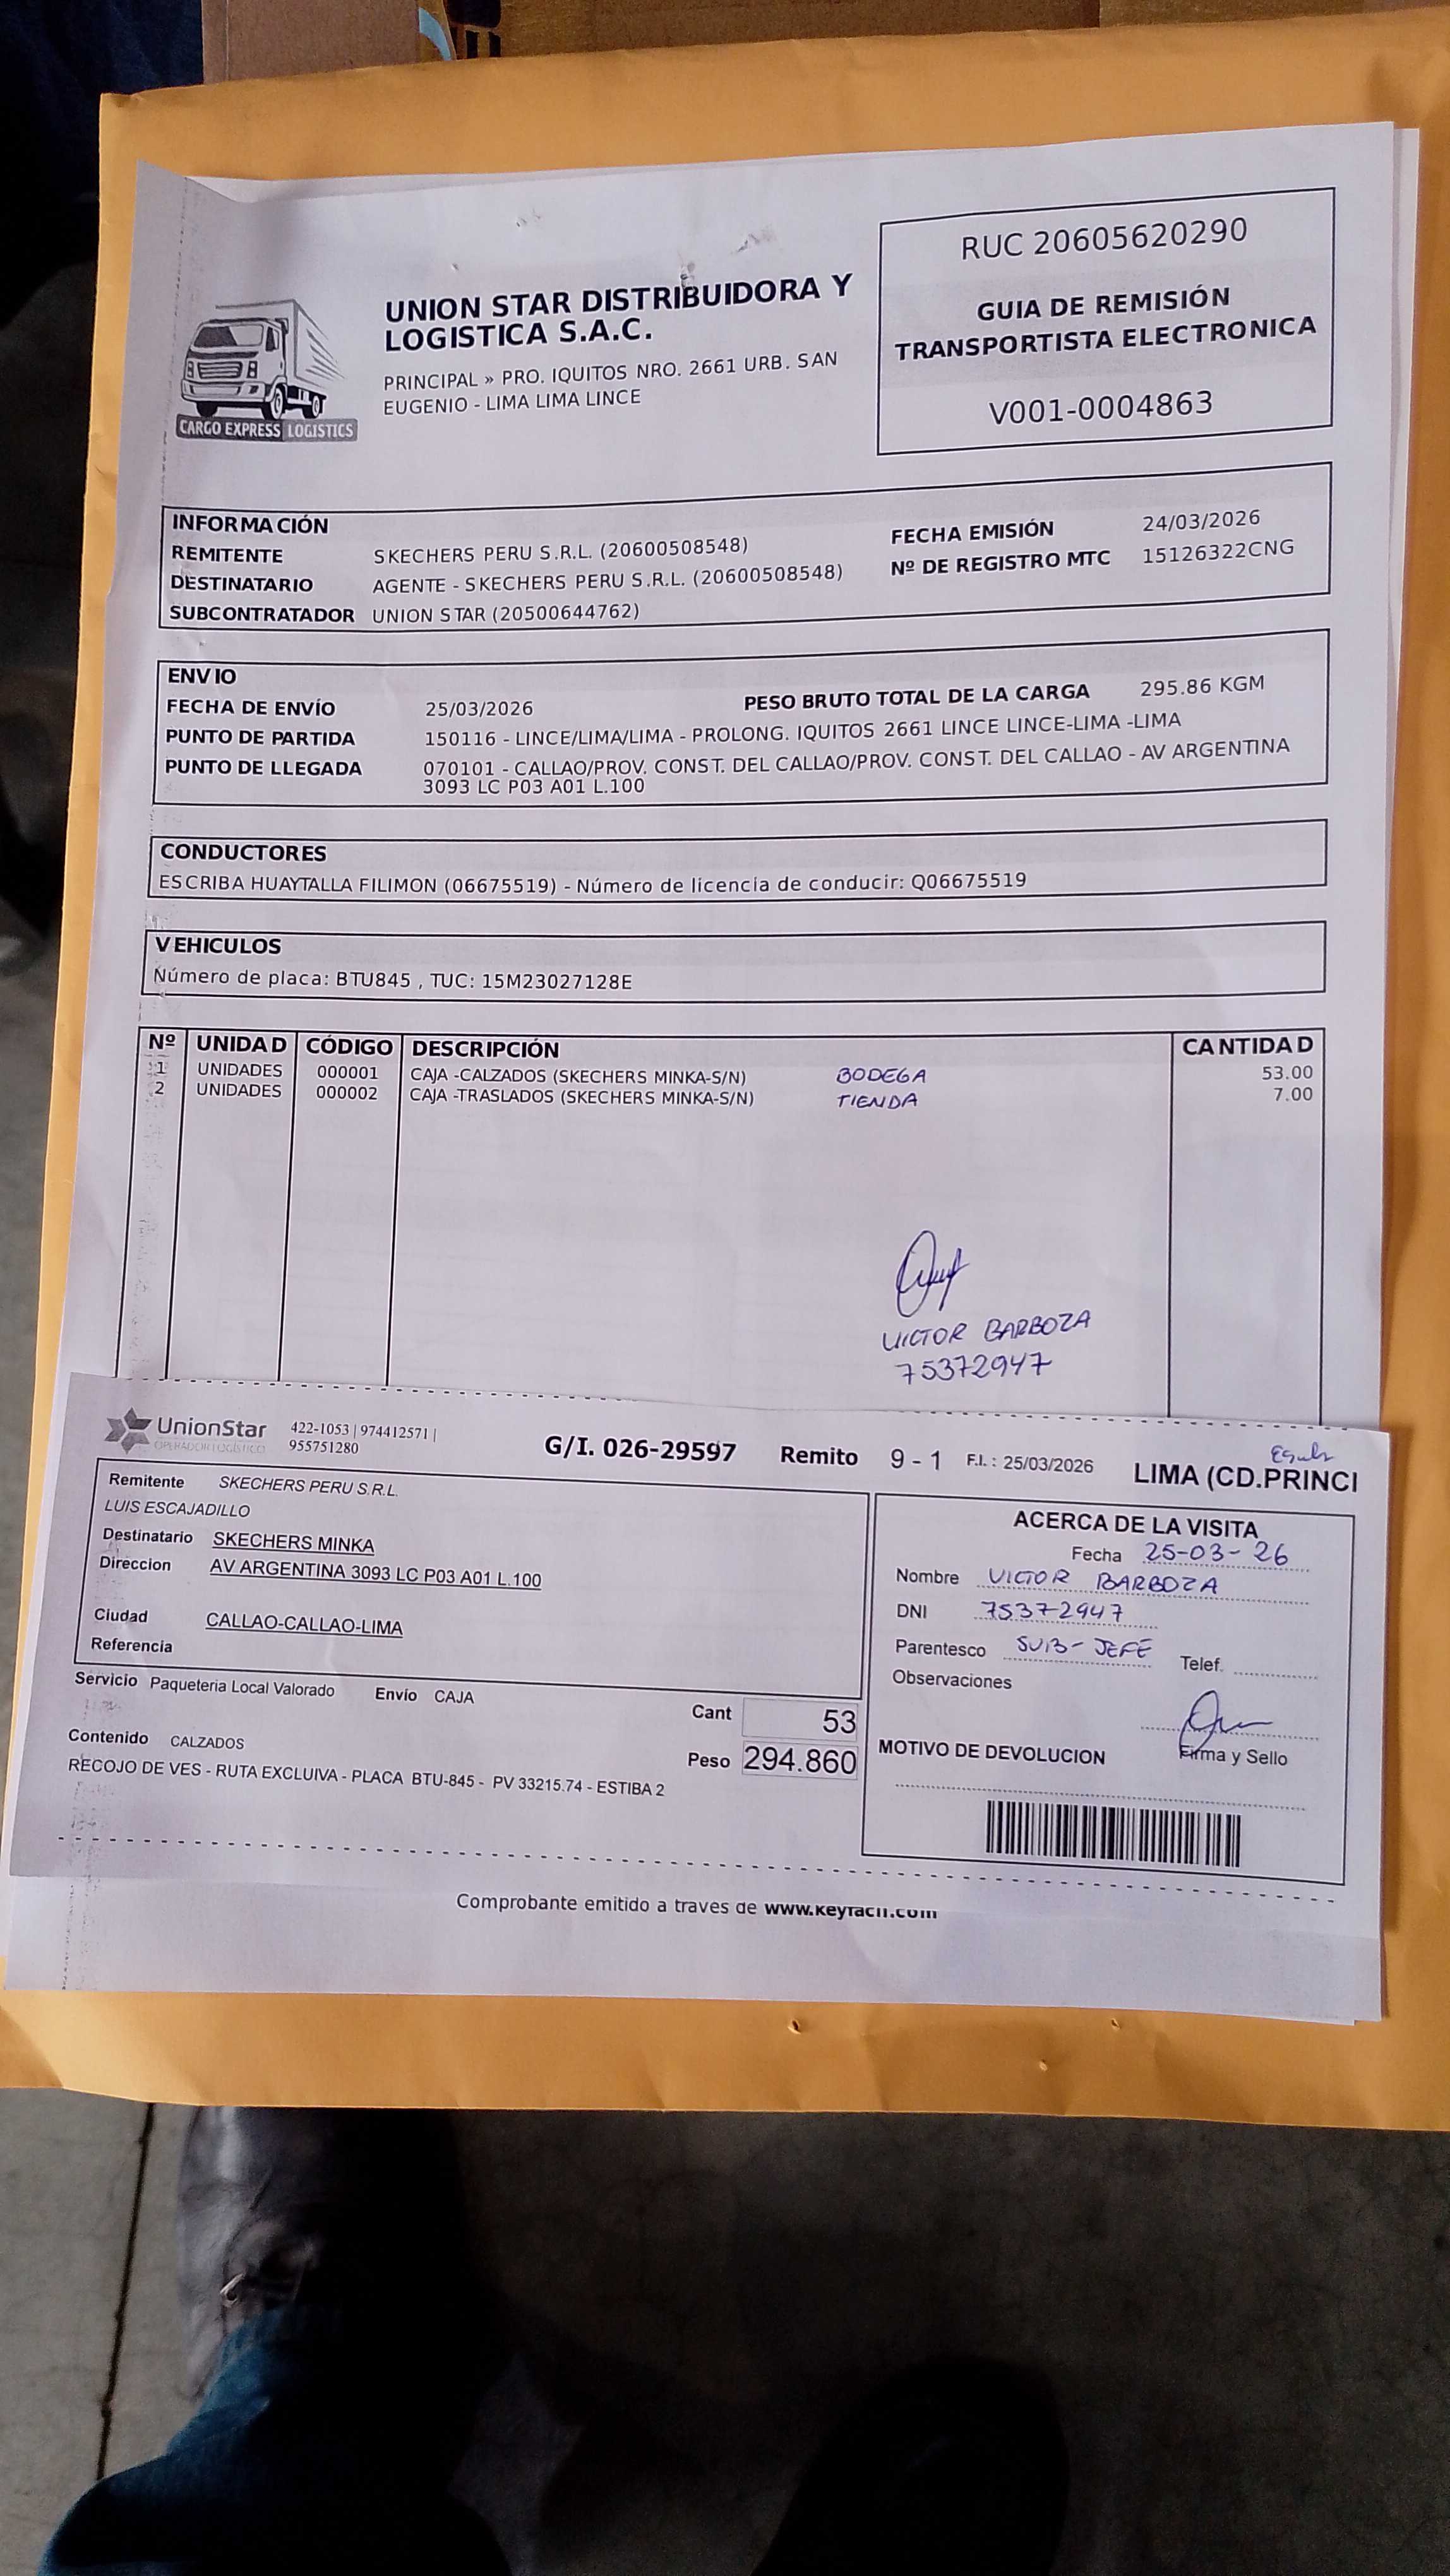 UNION STAR DISTRIBUIDORA Y
LOGISTICA S.A.C.
PRINCIPAL » PRO. IQUITOS NRO. 2661 URB. SAN
EUGENIO - LIMA LIMA LINCE
CARGO EXPRESS LOGISTICS
RUC 20605620290
GUIA DE REMISIÓN
TRANSPORTISTA ELECTRONICA
V001-0004863
INFORMACIÓN
REMITENTE SKECHERS PERU S.R.L. (20600508548)
DESTINATARIO AGENTE - SKECHERS PERU S.R.L. (20600508548)
SUBCONTRATADOR UNION STAR (20500644762)
FECHA EMISIÓN 24/03/2026
Nº DE REGISTRO MTC 15126322CNG
ENVIO
FECHA DE ENVÍO 25/03/2026 PESO BRUTO TOTAL DE LA CARGA 295.86 KGM
PUNTO DE PARTIDA 150116 - LINCE/LIMA/LIMA - PROLONG. IQUITOS 2661 LINCE LINCE-LIMA -LIMA
PUNTO DE LLEGADA 070101 - CALLAO/PROV. CONST. DEL CALLAO/PROV. CONST. DEL CALLAO - AV ARGENTINA
3093 LC P03 A01 L.100
CONDUCTORES
ESCRIBA HUAYTALLA FILIMON (06675519) - Número de licencia de conducir: Q06675519
VEHICULOS
Número de placa: BTU845 , TUC: 15M23027128E
Nº UNIDAD CÓDIGO DESCRIPCIÓN CANTIDAD
1 UNIDADES 000001 CAJA -CALZADOS (SKECHERS MINKA-S/N) BODEGA 53.00
2 UNIDADES 000002 CAJA -TRASLADOS (SKECHERS MINKA-S/N) TIENDA 7.00
VICTOR BARBOZA
75372947
UnionStar
OPERADOR LOGÍSTICO
422-1053 | 974412571 |
955751280
G/I. 026-29597 Remito 9 - 1 F.I. : 25/03/2026 LIMA (CD.PRINCI
Remitente SKECHERS PERU S.R.L.
LUIS ESCAJADILLO
Destinatario SKECHERS MINKA
Direccion AV ARGENTINA 3093 LC P03 A01 L.100
Ciudad CALLAO-CALLAO-LIMA
Referencia
Servicio Paqueteria Local Valorado Envio CAJA
Cant 53
Contenido CALZADOS
Peso 294.860
RECOJO DE VES - RUTA EXCLUIVA - PLACA BTU-845 - PV 33215.74 - ESTIBA 2
ACERCA DE LA VISITA
Fecha 25-03-26
Nombre VICTOR BARBOZA
DNI 75372947
Parentesco SUB-JEFE Telef.
Observaciones
Firma y Sello
MOTIVO DE DEVOLUCION
Comprobante emitido a traves de www.keyfacil.com